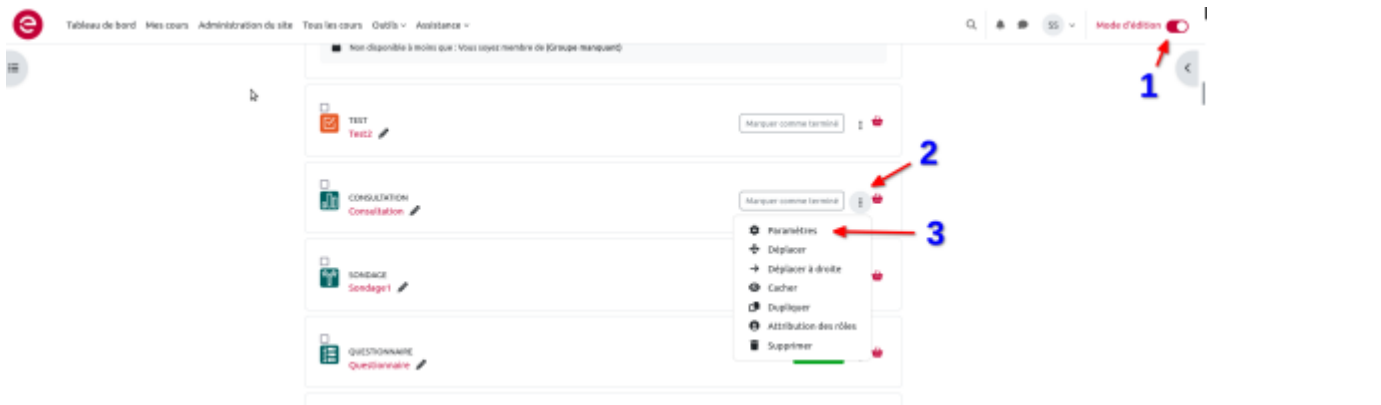 e Tableau de bord Mes cours Administration du site Tous les cours Outils Assistance SS Mode d'édition
Non disponible à moins que : Vous soyez membre de (Groupe manquant)
1
TEST
Test2 Marquer comme terminé
2
CONSULTATION
Consultation Marquer comme terminé
Paramètres 3
Déplacer
Déplacer à droite
SONDAGE
Sondage1
Cacher
Dupliquer
Attribution des rôles
Supprimer
QUESTIONNAIRE
Questionnaire